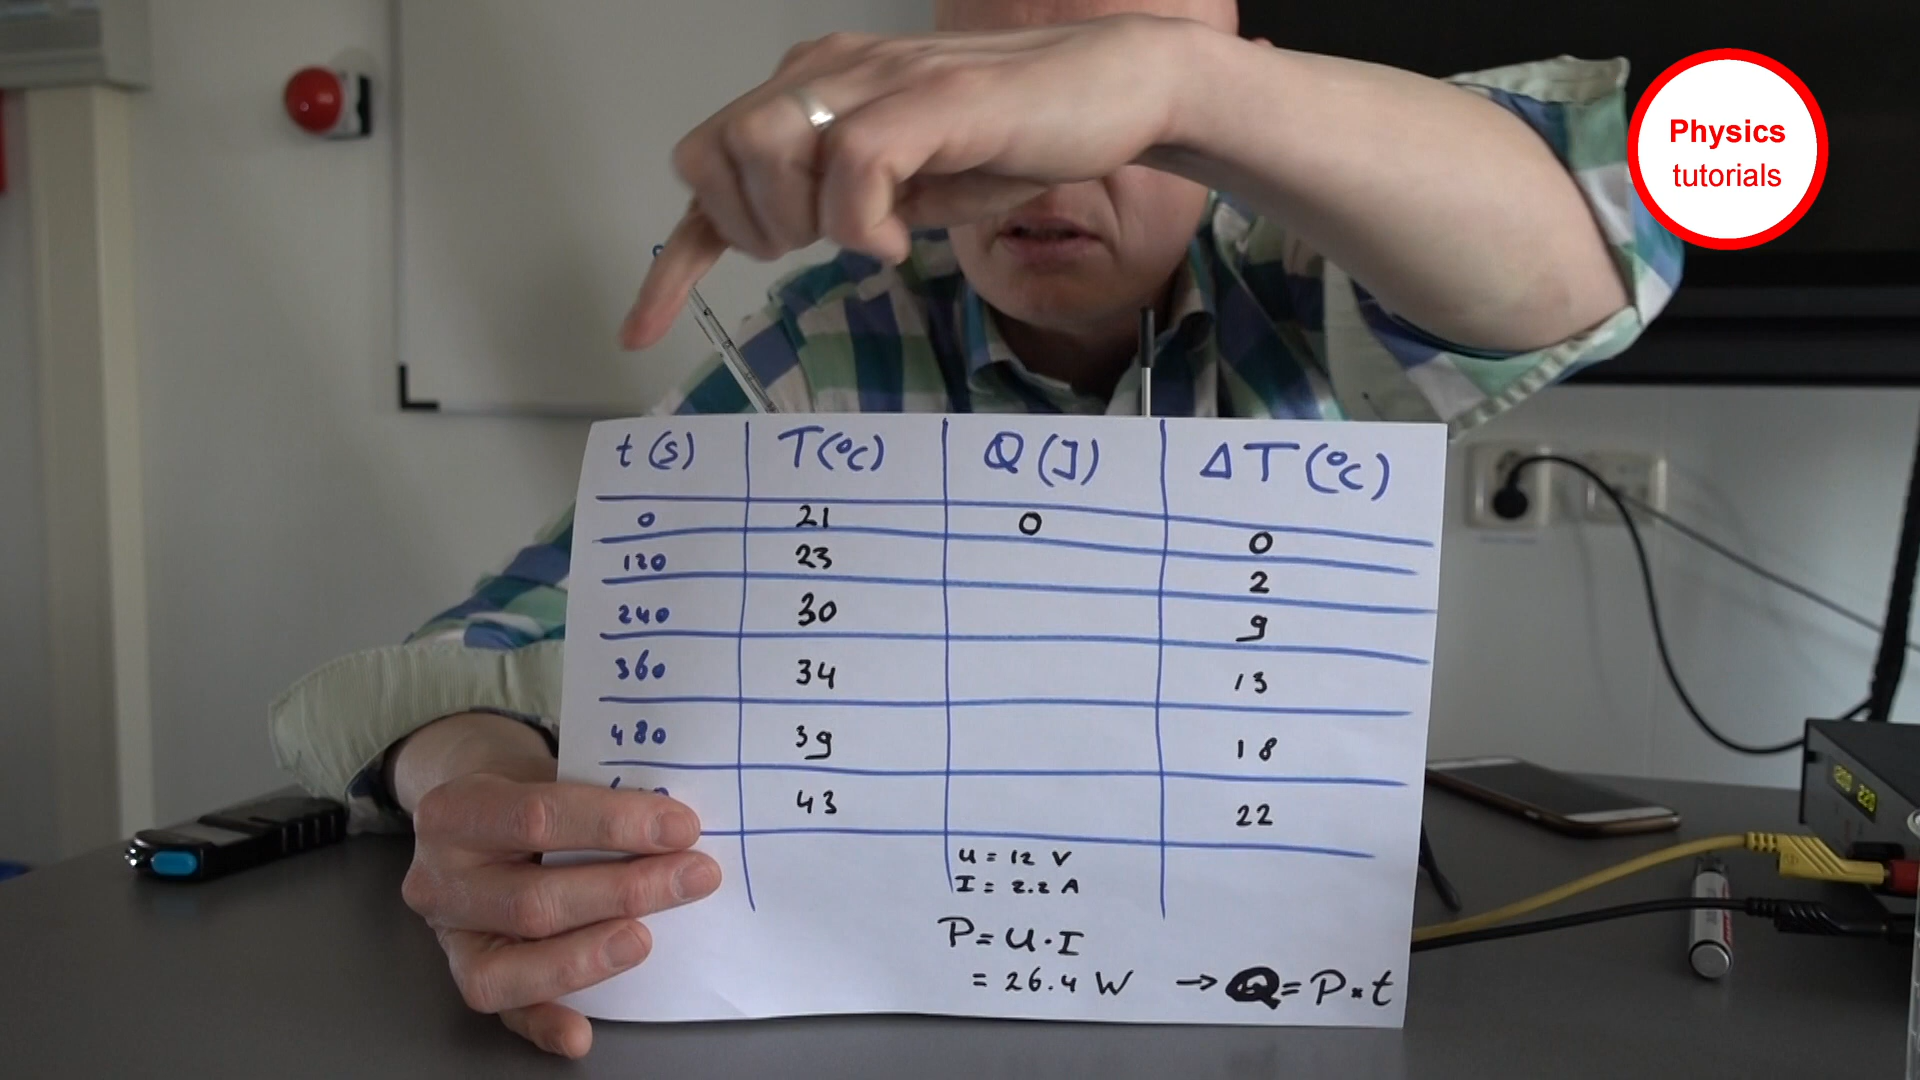 Physics
tutorials
t (s) T(°C) Q (J) Δ T (°C)
0 21 0 0
120 23 2
240 30 9
360 34 13
480 39 18
43 22
U = 12 V
I = 2.2 A
P = U · I
= 26.4 W → Q = P * t